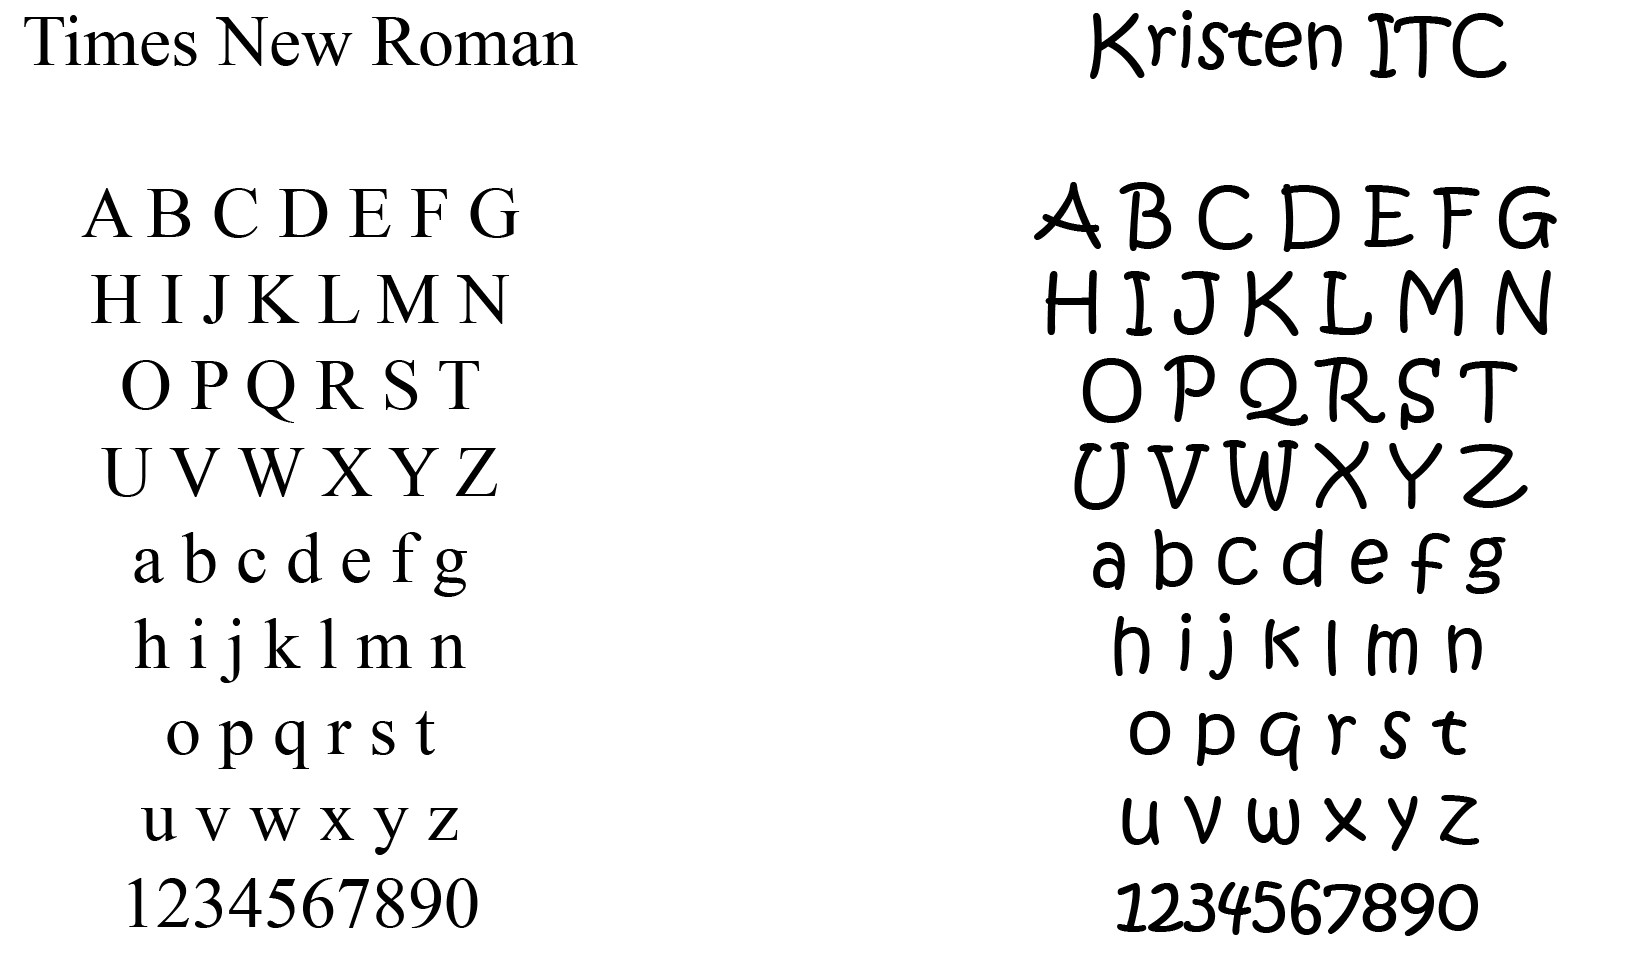 Times New Roman
A B C D E F G
H I J K L M N
O P Q R S T
U V W X Y Z
a b c d e f g
h i j k l m n
o p q r s t
u v w x y z
1234567890
Kristen ITC
A B C D E F G
H I J K L M N
O P Q R S T
U V W X Y Z
a b c d e f g
h i j k l m n
o p q r s t
u v w x y z
1234567890